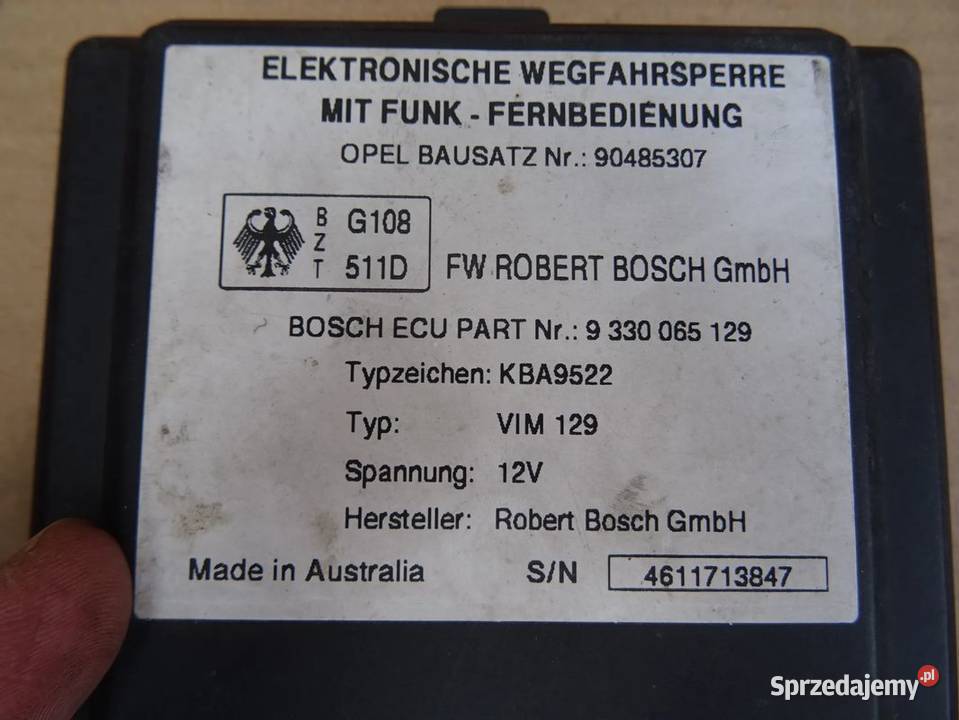 ELEKTRONISCHE WEGFAHRSPERRE
MIT FUNK - FERNBEDIENUNG
OPEL BAUSATZ Nr.: 90485307
BZT G108 511D
FW ROBERT BOSCH GmbH
BOSCH ECU PART Nr.: 9 330 065 129
Typzeichen: KBA9522
Typ: VIM 129
Spannung: 12V
Hersteller: Robert Bosch GmbH
Made in Australia S/N 4611713847
Sprzedajemy.pl